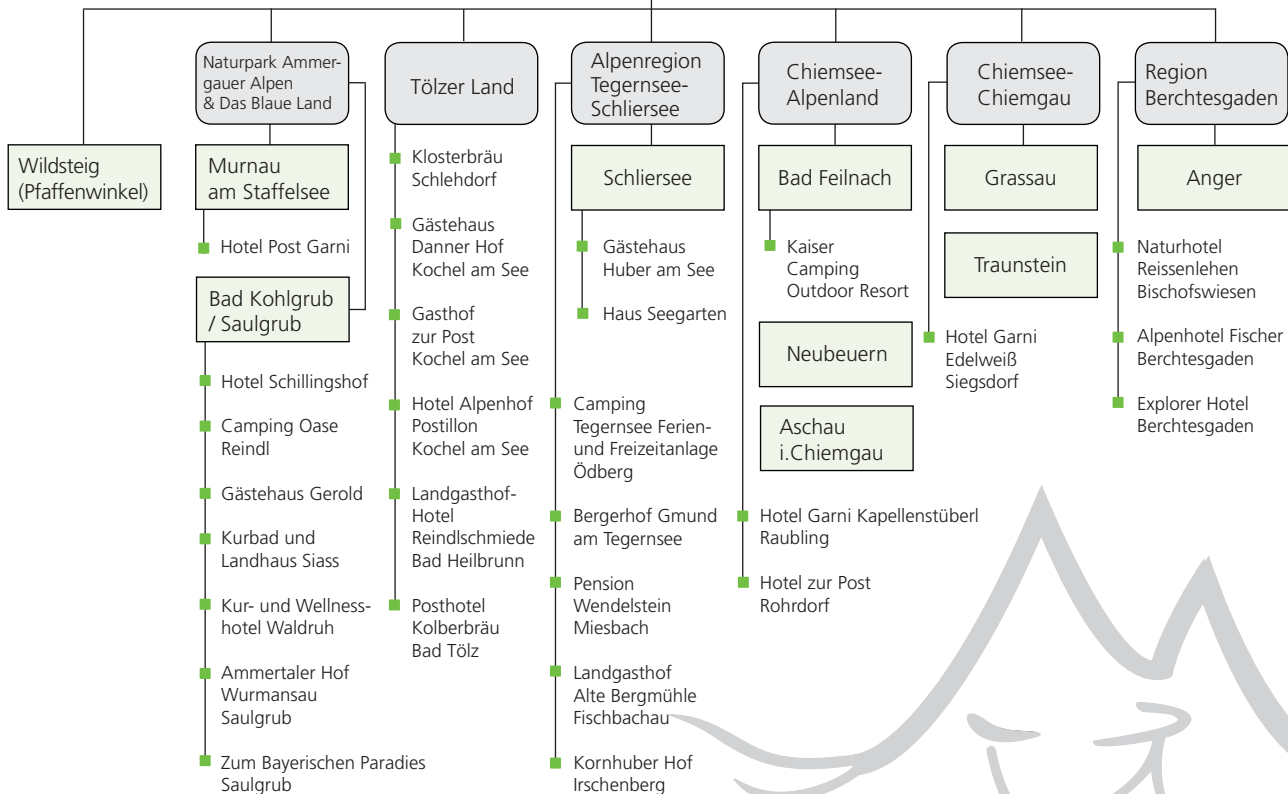 Wildsteig
(Pfaffenwinkel)
Naturpark Ammer-
gauer Alpen
& Das Blaue Land
Murnau
am Staffelsee
Hotel Post Garni
Bad Kohlgrub
/ Saulgrub
Hotel Schillingshof
Camping Oase
Reindl
Gästehaus Gerold
Kurbad und
Landhaus Siass
Kur- und Wellness-
hotel Waldruh
Ammertaler Hof
Wurmansau
Saulgrub
Zum Bayerischen Paradies
Saulgrub
Tölzer Land
Klosterbräu
Schlehdorf
Gästehaus
Danner Hof
Kochel am See
Gasthof
zur Post
Kochel am See
Hotel Alpenhof
Postillon
Kochel am See
Landgasthof-
Hotel
Reindlschmiede
Bad Heilbrunn
Posthotel
Kolberbräu
Bad Tölz
Alpenregion
Tegernsee-
Schliersee
Schliersee
Gästehaus
Huber am See
Haus Seegarten
Camping
Tegernsee Ferien-
und Freizeitanlage
Ödberg
Bergerhof Gmund
am Tegernsee
Pension
Wendelstein
Miesbach
Landgasthof
Alte Bergmühle
Fischbachau
Kornhuber Hof
Irschenberg
Chiemsee-
Alpenland
Bad Feilnach
Kaiser
Camping
Outdoor Resort
Neubeuern
Aschau
i.Chiemgau
Hotel Garni Kapellenstüberl
Raubling
Hotel zur Post
Rohrdorf
Chiemsee-
Chiemgau
Grassau
Traunstein
Hotel Garni
Edelweiß
Siegsdorf
Region
Berchtesgaden
Anger
Naturhotel
Reissenlehen
Bischofswiesen
Alpenhotel Fischer
Berchtesgaden
Explorer Hotel
Berchtesgaden